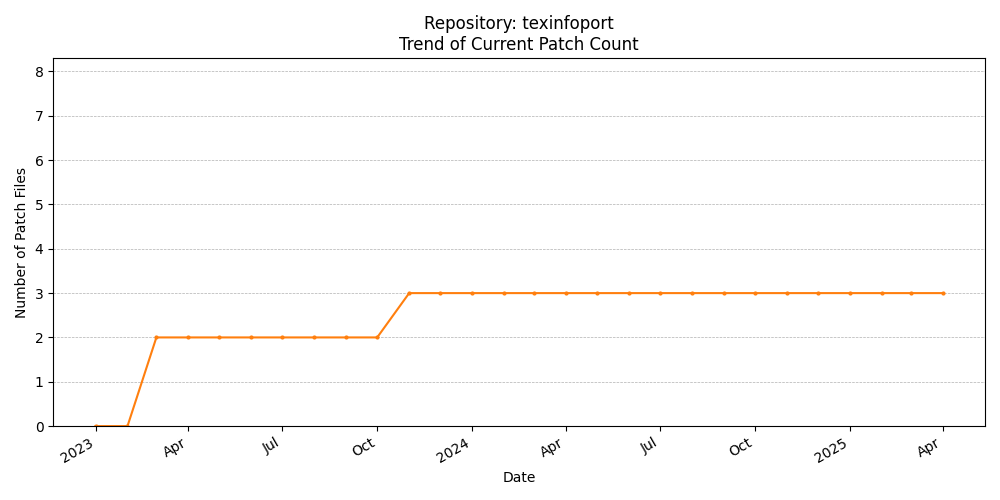 Repository: texinfoport
Trend of Current Patch Count
8
7
6
5
4
3
2
1
0
Number of Patch Files
2023
Apr
Jul
Oct
2024
Apr
Jul
Oct
2025
Apr
Date